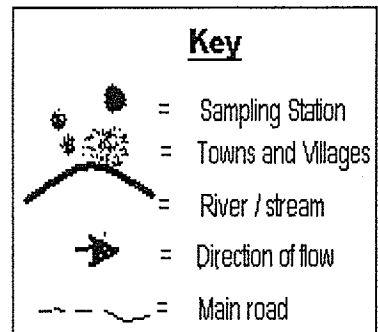 Key
= Sampling Station
= Towns and Villages
= River / stream
= Direction of flow
= Main road